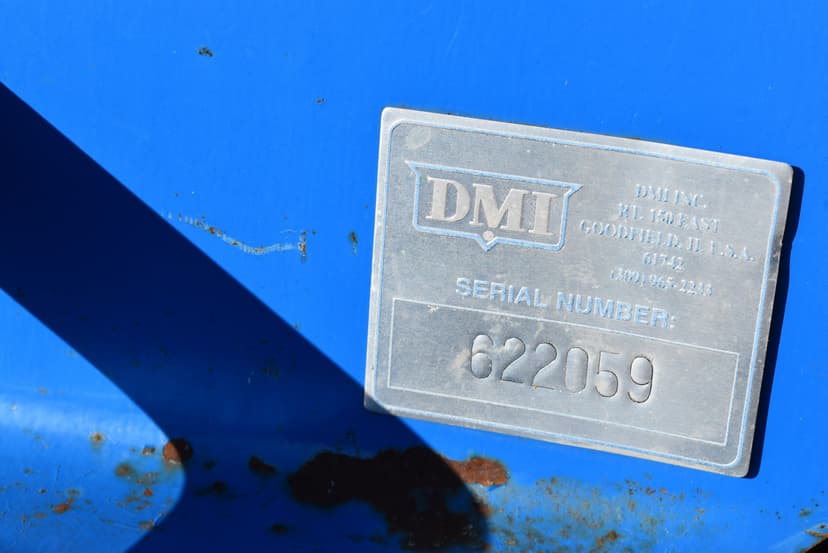 DMI
DMI INC.
RT. 150 EAST
GOODFIELD, IL U.S.A.
61742
(309) 965-2233
SERIAL NUMBER:
622059